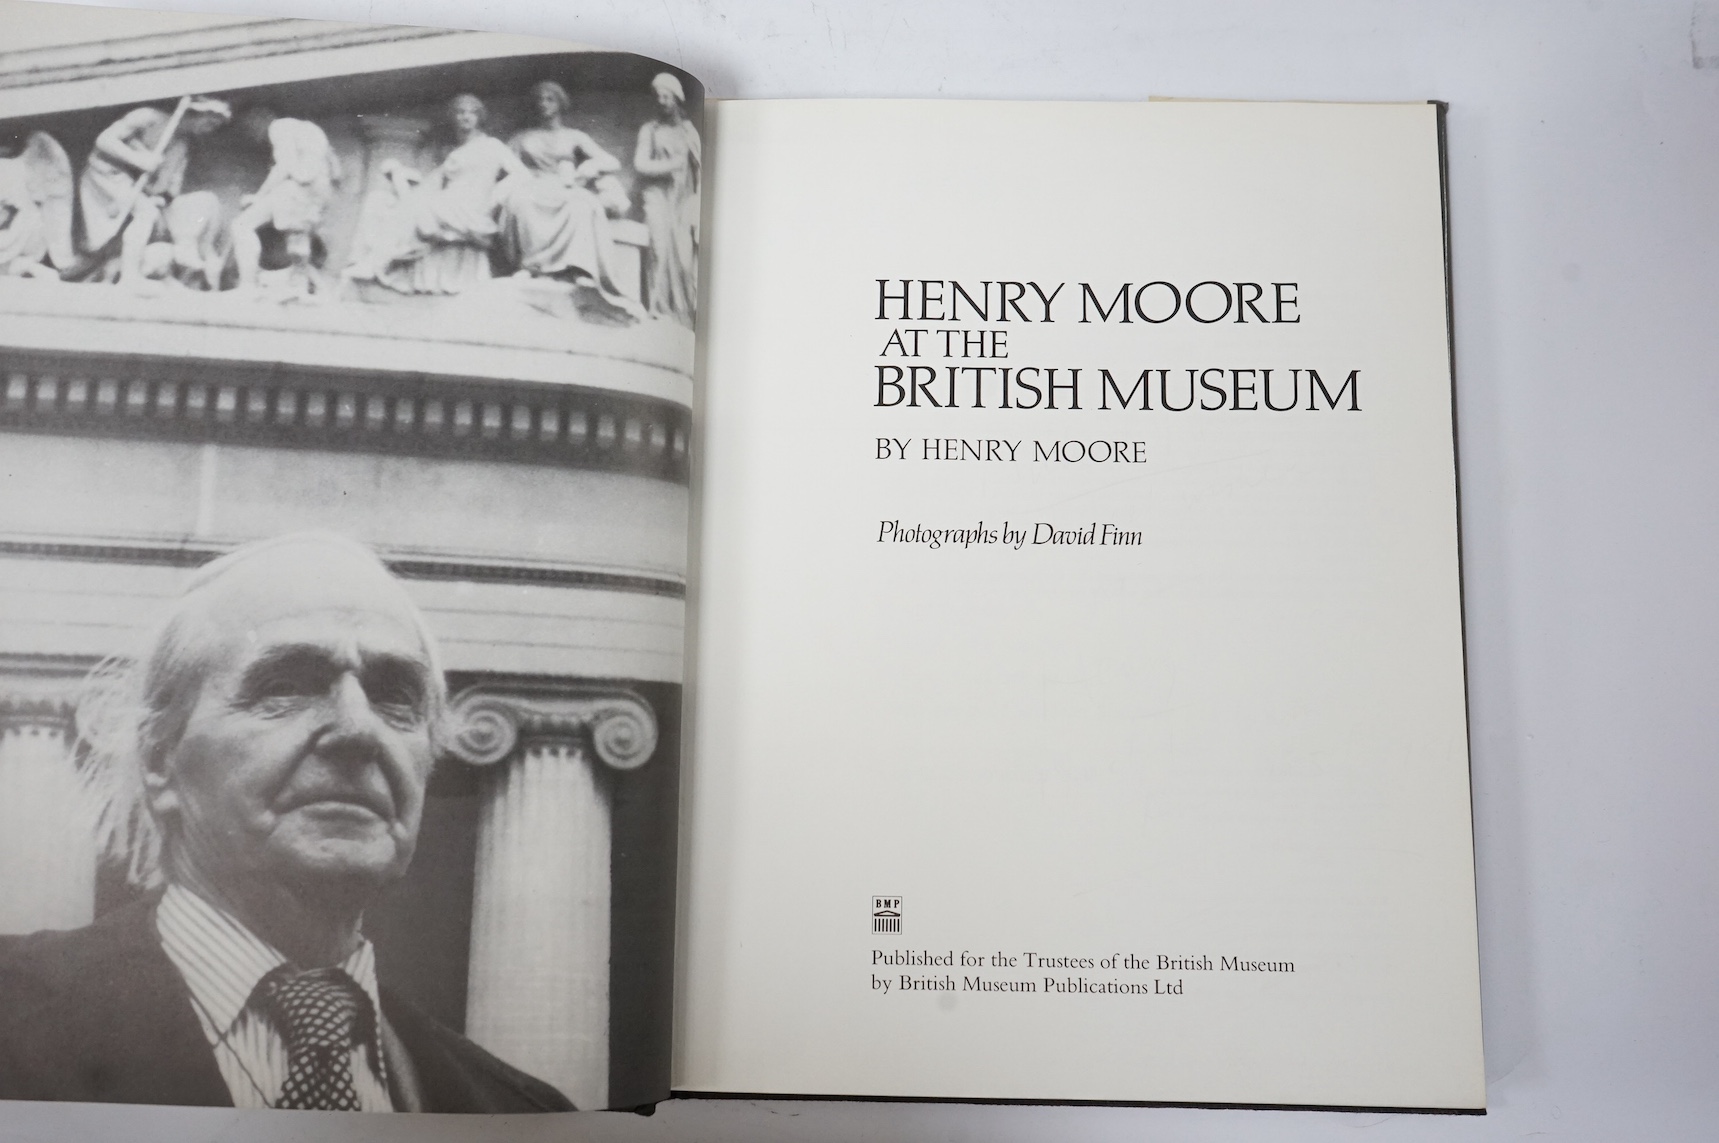 HENRY MOORE
AT THE
BRITISH MUSEUM
BY HENRY MOORE
Photographs by David Finn
BMP
Published for the Trustees of the British Museum
by British Museum Publications Ltd